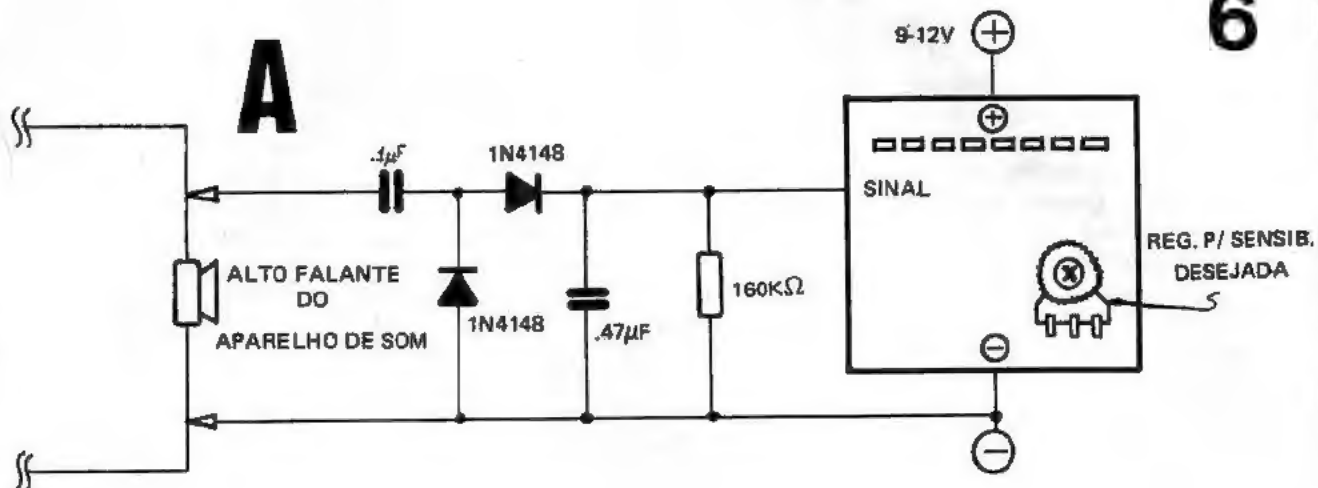 A
6
9-12V
.1µF
1N4148
SINAL
REG. P/ SENSIB.
DESEJADA
ALTO FALANTE
DO
APARELHO DE SOM
1N4148
.47µF
160KΩ